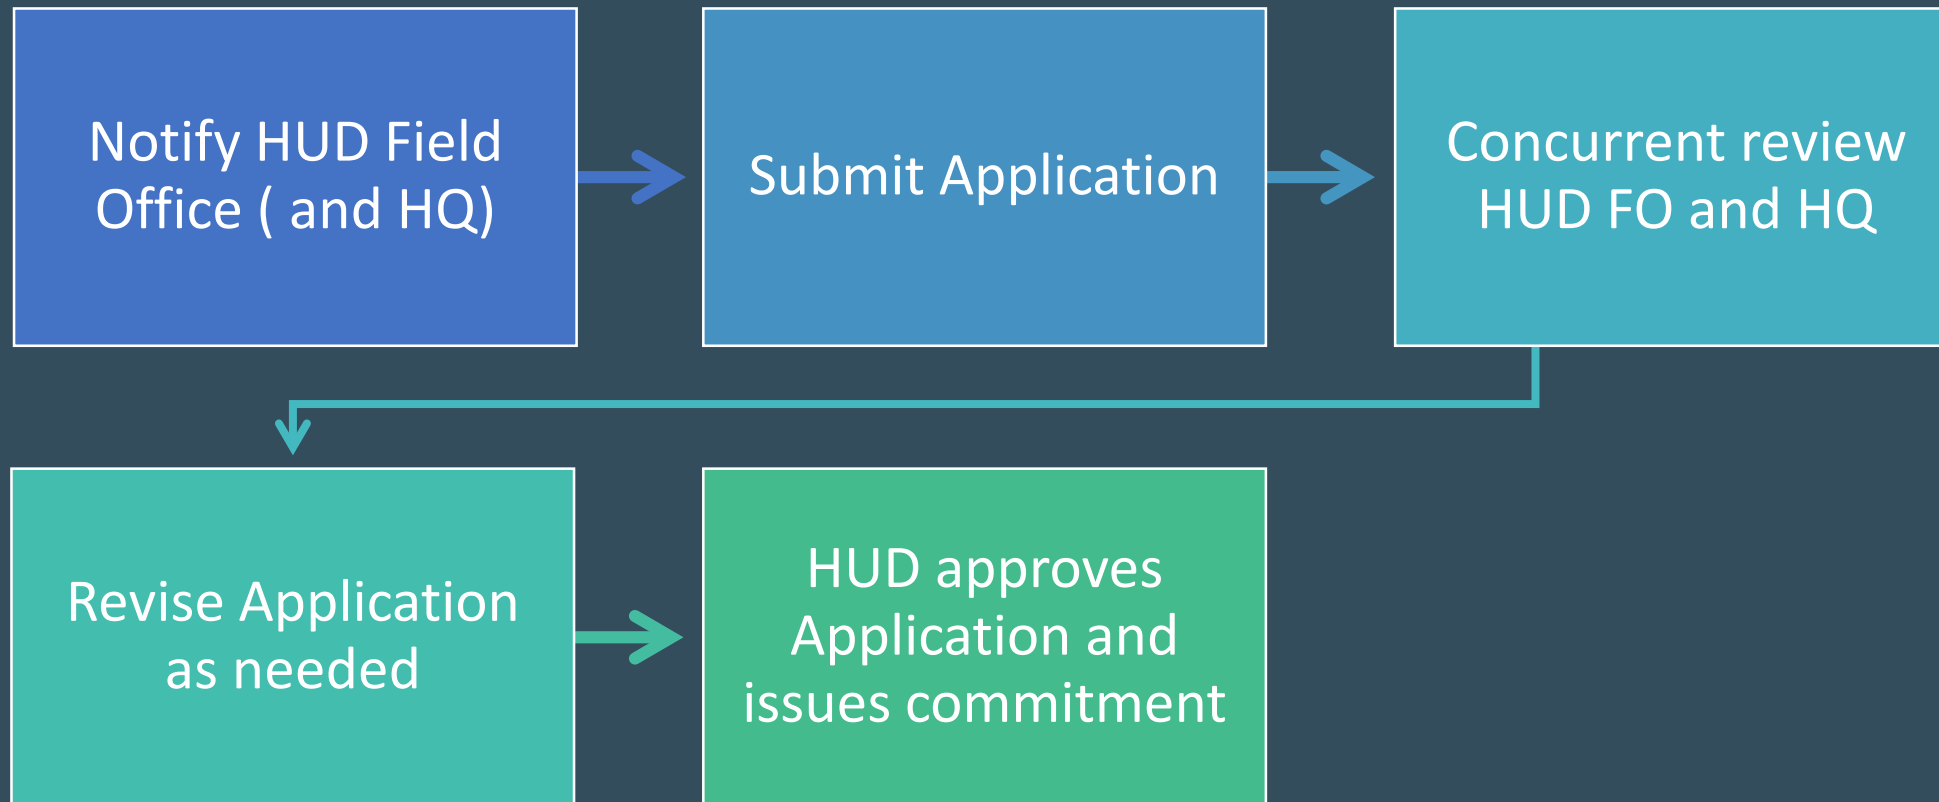 Notify HUD Field
Office ( and HQ)
Submit Application
Concurrent review
HUD FO and HQ
Revise Application
as needed
HUD approves
Application and
issues commitment